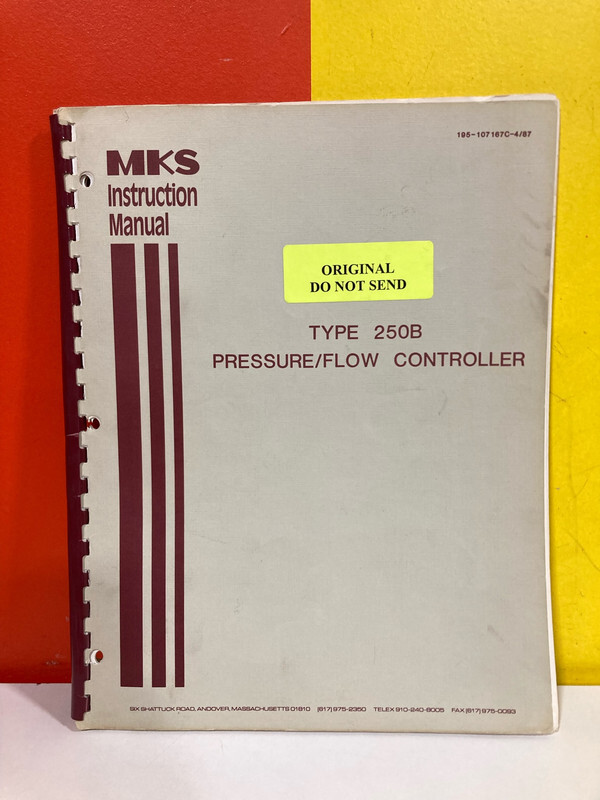 195-107167C-4/87
MKS
Instruction
Manual
ORIGINAL
DO NOT SEND
TYPE 250B
PRESSURE/FLOW CONTROLLER
SIX SHATTUCK ROAD, ANDOVER, MASSACHUSETTS 01810 (617) 975-2350 TELEX 910-240-8005 FAX (617) 975-0093